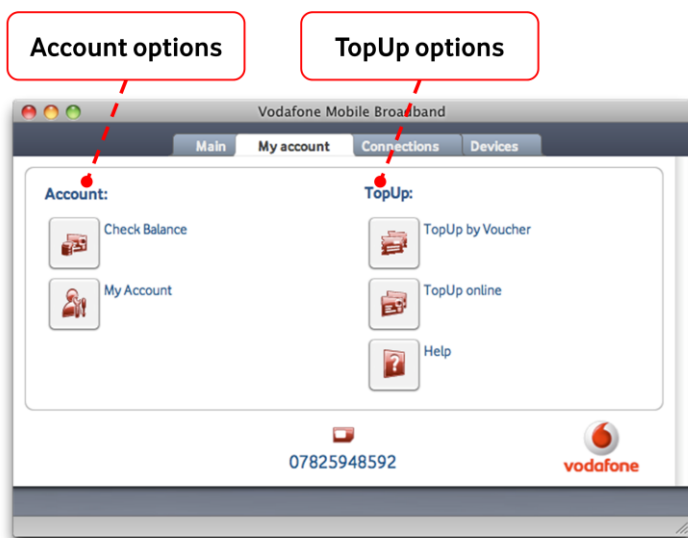 Account options
TopUp options
Vodafone Mobile Broadband
Main
My account
Connections
Devices
Account:
TopUp:
Check Balance
TopUp by Voucher
My Account
TopUp online
Help
07825948592
vodafone